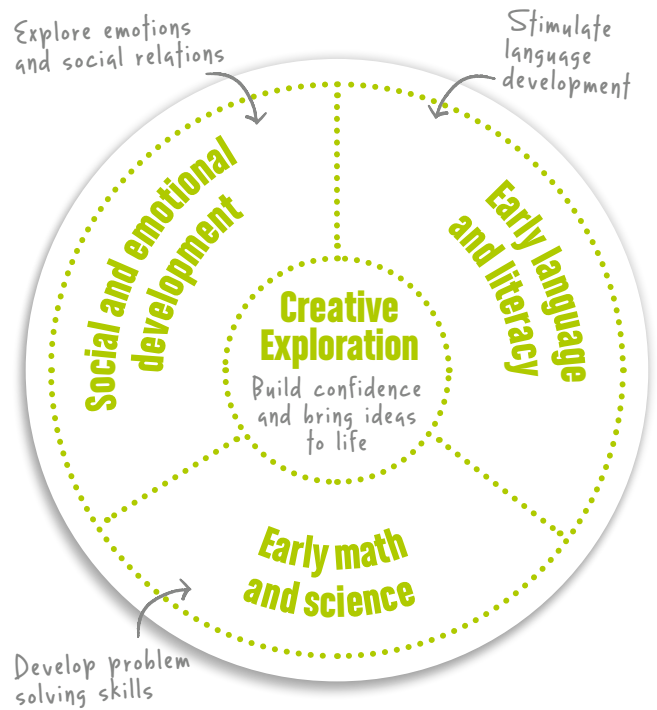 Explore emotions
and social relations
Stimulate
language
development
Social and emotional
development
Early language
and literacy
Creative
Exploration
Build confidence
and bring ideas
to life
Early math
and science
Develop problem
solving skills